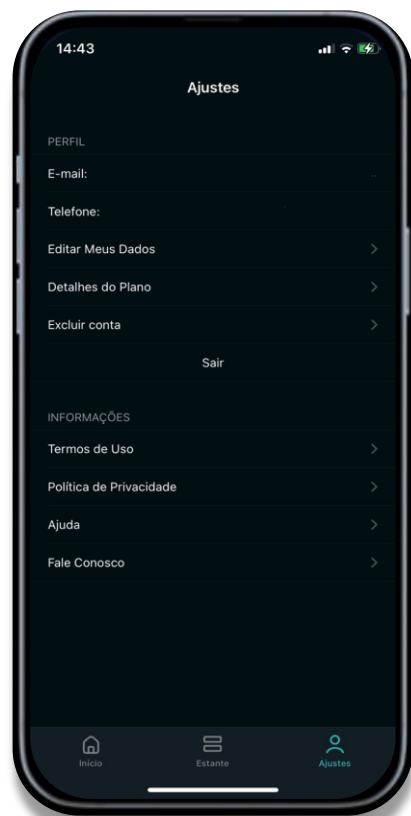 14:43
Ajustes
PERFIL
E-mail:
Telefone:
Editar Meus Dados
Detalhes do Plano
Excluir conta
Sair
INFORMAÇÕES
Termos de Uso
Política de Privacidade
Ajuda
Fale Conosco
Início
Estante
Ajustes